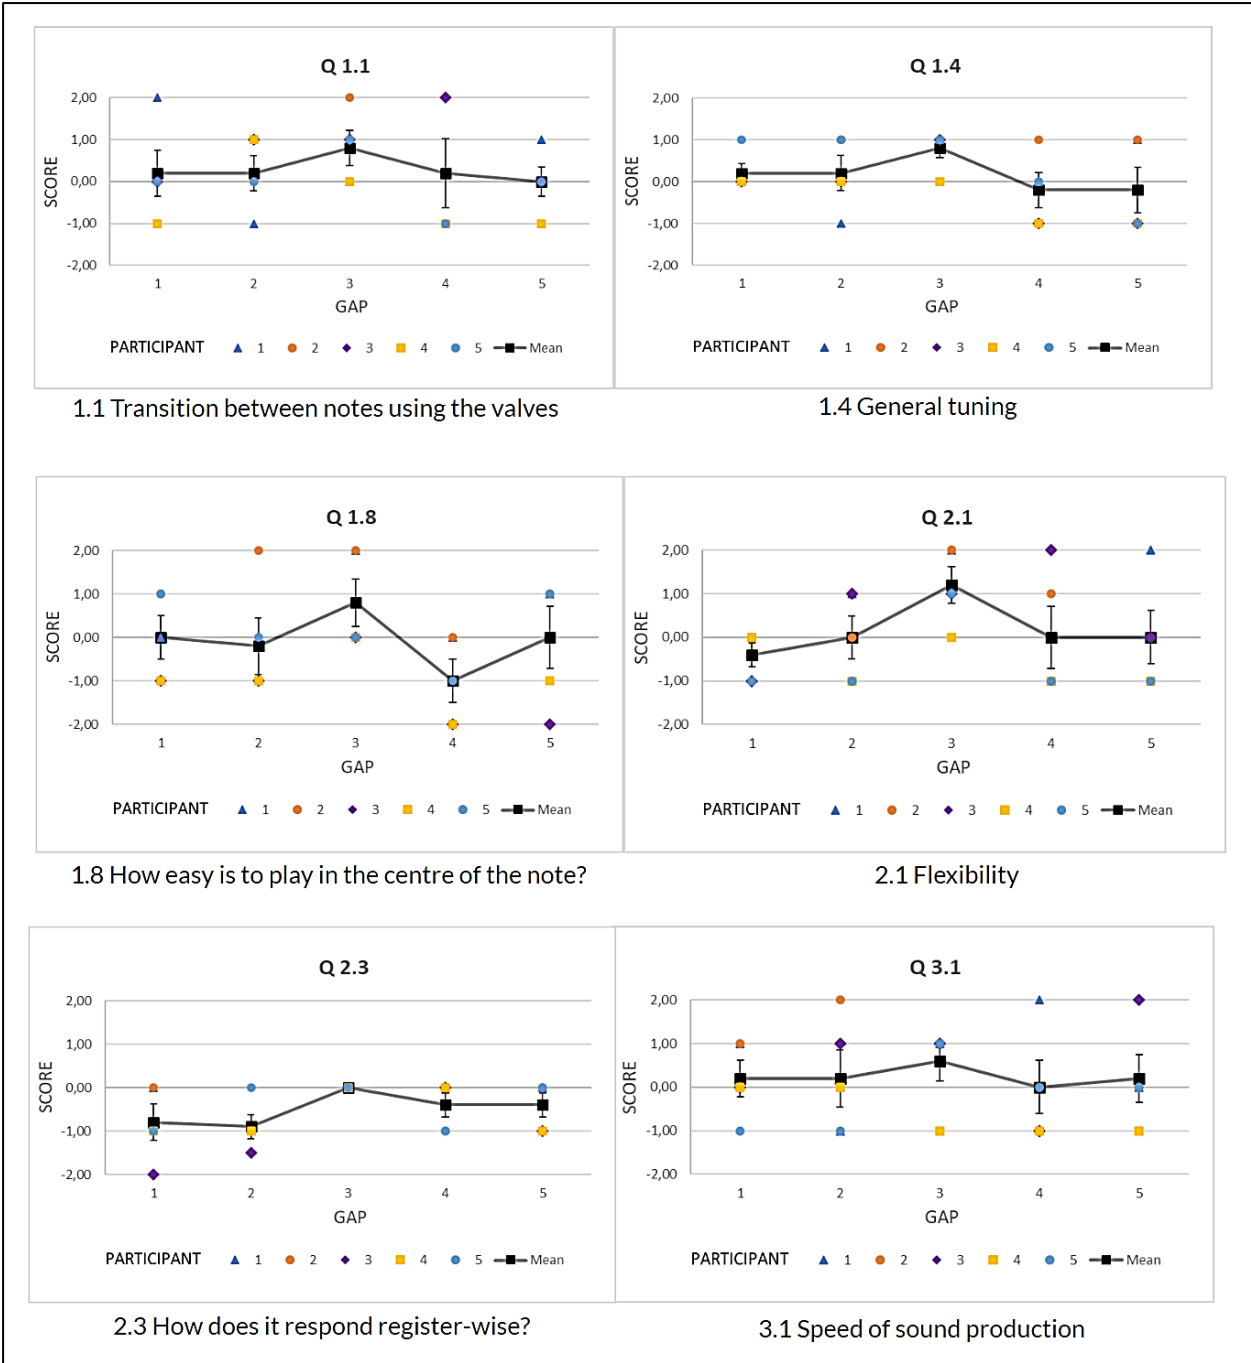 Q 1.1
2,00
1,00
0,00
-1,00
-2,00
SCORE
1 2 3 4 5
GAP
PARTICIPANT 1 2 3 4 5 Mean
1.1 Transition between notes using the valves
Q 1.4
2,00
1,00
0,00
-1,00
-2,00
SCORE
1 2 3 4 5
GAP
PARTICIPANT 1 2 3 4 5 Mean
1.4 General tuning
Q 1.8
2,00
1,00
0,00
-1,00
-2,00
SCORE
1 2 3 4 5
GAP
PARTICIPANT 1 2 3 4 5 Mean
1.8 How easy is to play in the centre of the note?
Q 2.1
2,00
1,00
0,00
-1,00
-2,00
SCORE
1 2 3 4 5
GAP
PARTICIPANT 1 2 3 4 5 Mean
2.1 Flexibility
Q 2.3
2,00
1,00
0,00
-1,00
-2,00
SCORE
1 2 3 4 5
GAP
PARTICIPANT 1 2 3 4 5 Mean
2.3 How does it respond register-wise?
Q 3.1
2,00
1,00
0,00
-1,00
-2,00
SCORE
1 2 3 4 5
GAP
PARTICIPANT 1 2 3 4 5 Mean
3.1 Speed of sound production